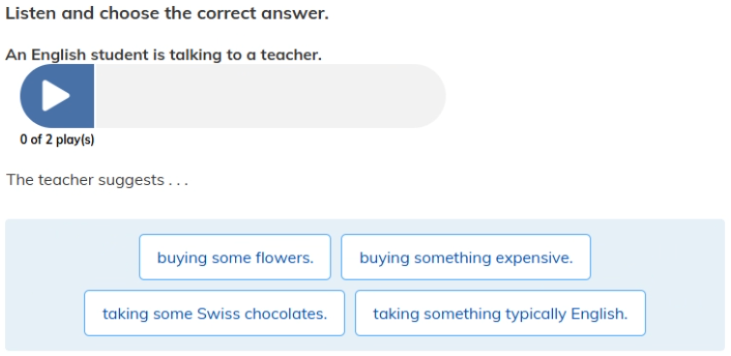 Listen and choose the correct answer.
An English student is talking to a teacher.
0 of 2 play(s)
The teacher suggests . . .
buying some flowers. buying something expensive.
taking some Swiss chocolates. taking something typically English.